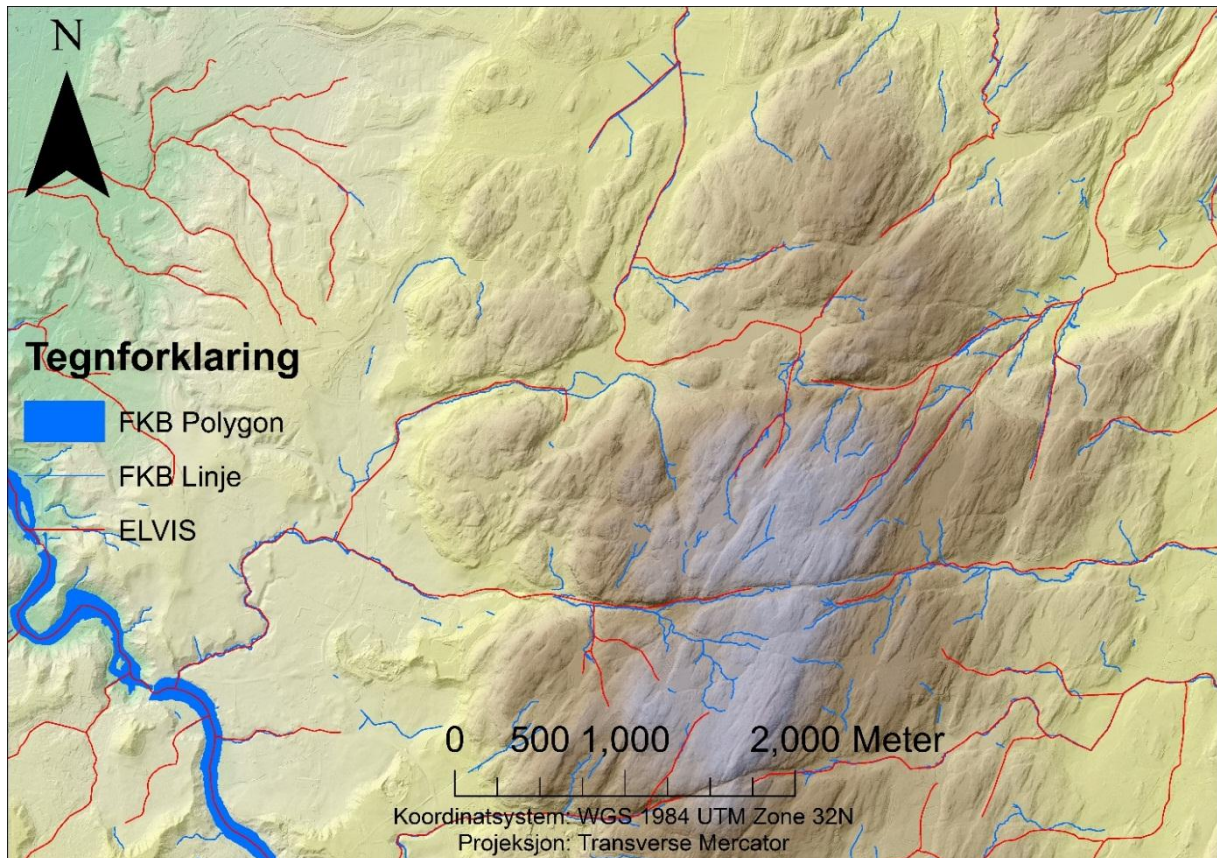 N
Tegnforklaring
FKB Polygon
FKB Linje
ELVIS
0 500 1,000 2,000 Meter
Koordinatsystem: WGS 1984 UTM Zone 32N
Projeksjon: Transverse Mercator